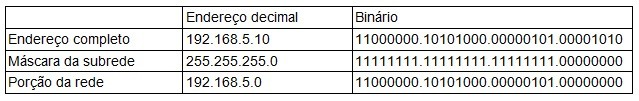 Endereço decimal Binário
Endereço completo 192.168.5.10 11000000.10101000.00000101.00001010
Máscara da subrede 255.255.255.0 11111111.11111111.11111111.00000000
Porção da rede 192.168.5.0 11000000.10101000.00000101.00000000